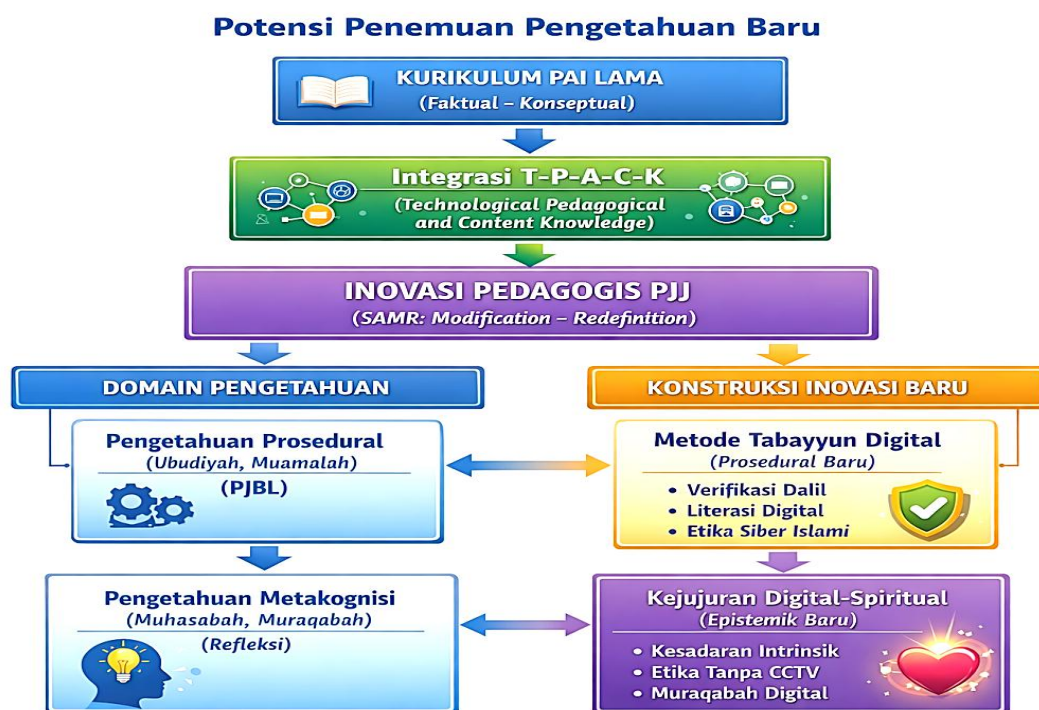 Potensi Penemuan Pengetahuan Baru
KURIKULUM PAI LAMA
(Faktual – Konseptual)
Integrasi T-P-A-C-K
(Technological Pedagogical
and Content Knowledge)
INOVASI PEDAGOGIS PJJ
(SAMR: Modification – Redefinition)
DOMAIN PENGETAHUAN
Pengetahuan Prosedural
(Ubudiyah, Muamalah)
(PJBL)
Pengetahuan Metakognisi
(Muhasabah, Muraqabah)
(Refleksi)
KONSTRUKSI INOVASI BARU
Metode Tabayyun Digital
(Prosedural Baru)
• Verifikasi Dalil
• Literasi Digital
• Etika Siber Islami
Kejujuran Digital-Spiritual
(Epistemik Baru)
• Kesadaran Intrinsik
• Etika Tanpa CCTV
• Muraqabah Digital